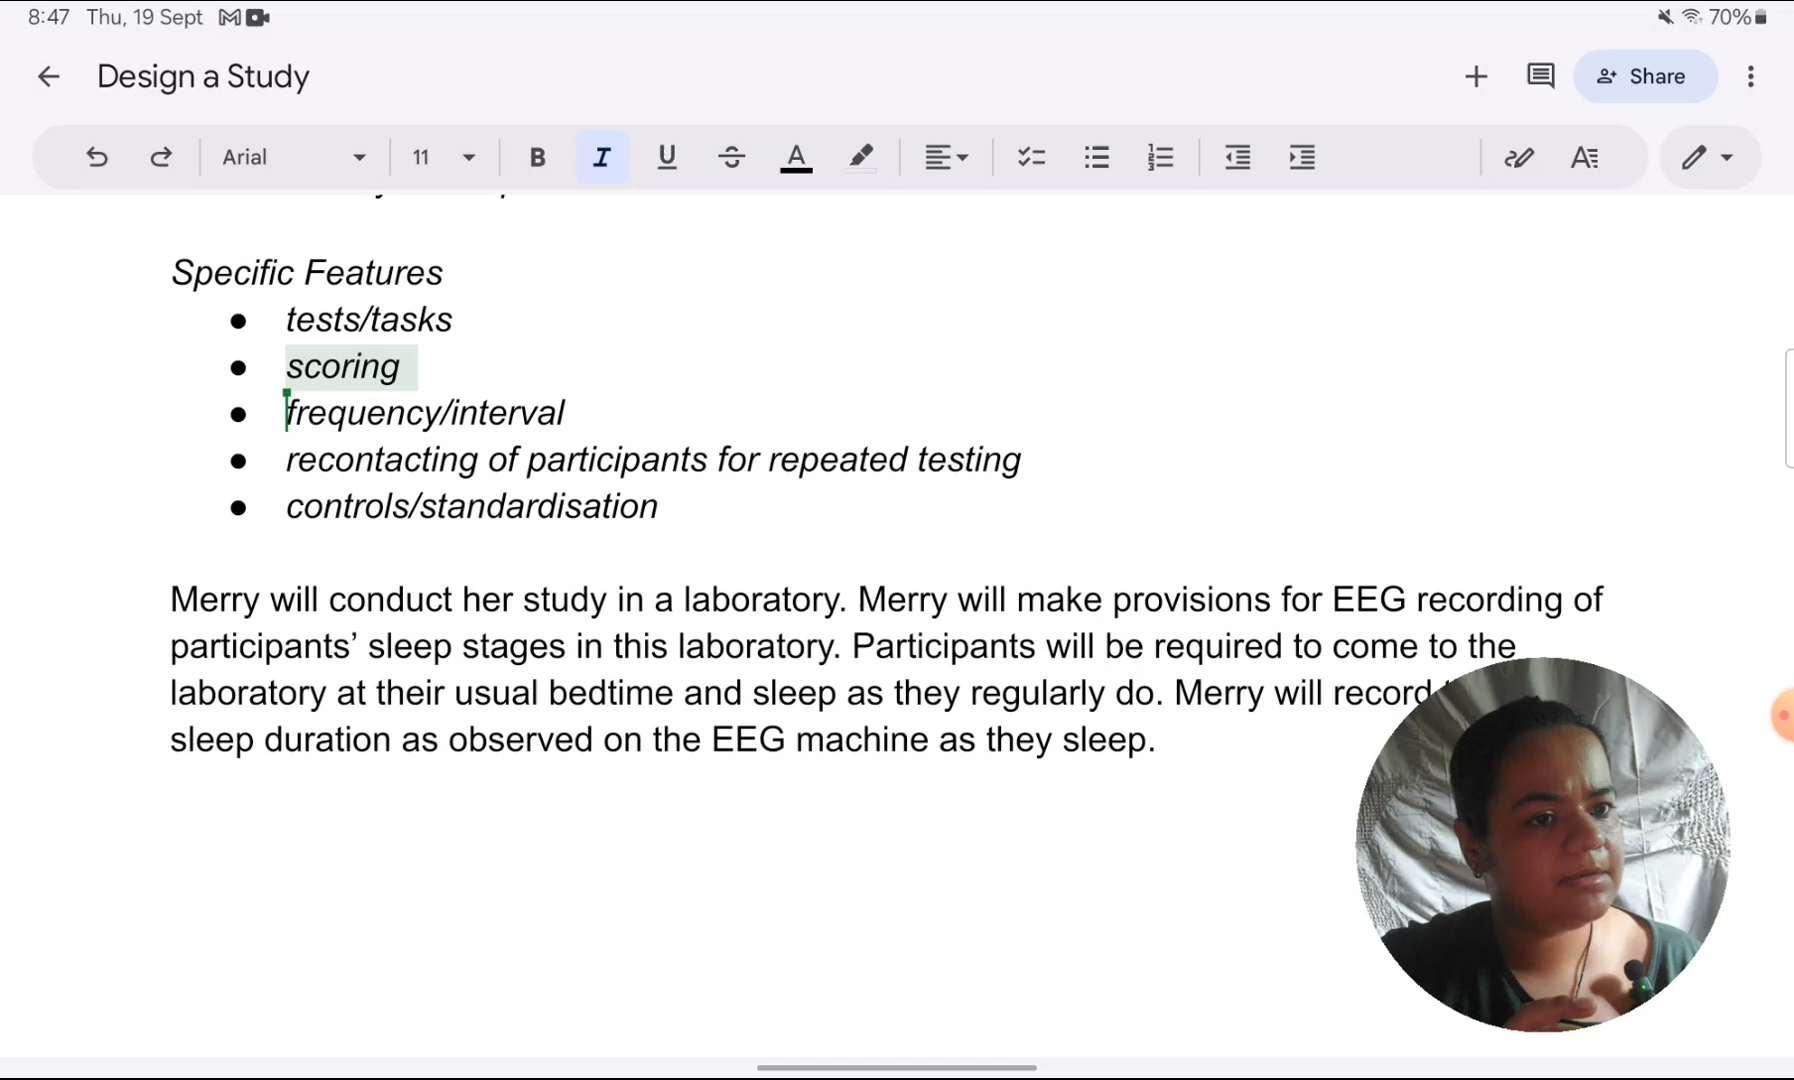 8:47 Thu, 19 Sept 70%
Design a Study
Share
Arial 11 B I U A
Specific Features
● tests/tasks
● scoring
● frequency/interval
● recontacting of participants for repeated testing
● controls/standardisation
Merry will conduct her study in a laboratory. Merry will make provisions for EEG recording of
participants’ sleep stages in this laboratory. Participants will be required to come to the
laboratory at their usual bedtime and sleep as they regularly do. Merry will record
sleep duration as observed on the EEG machine as they sleep.